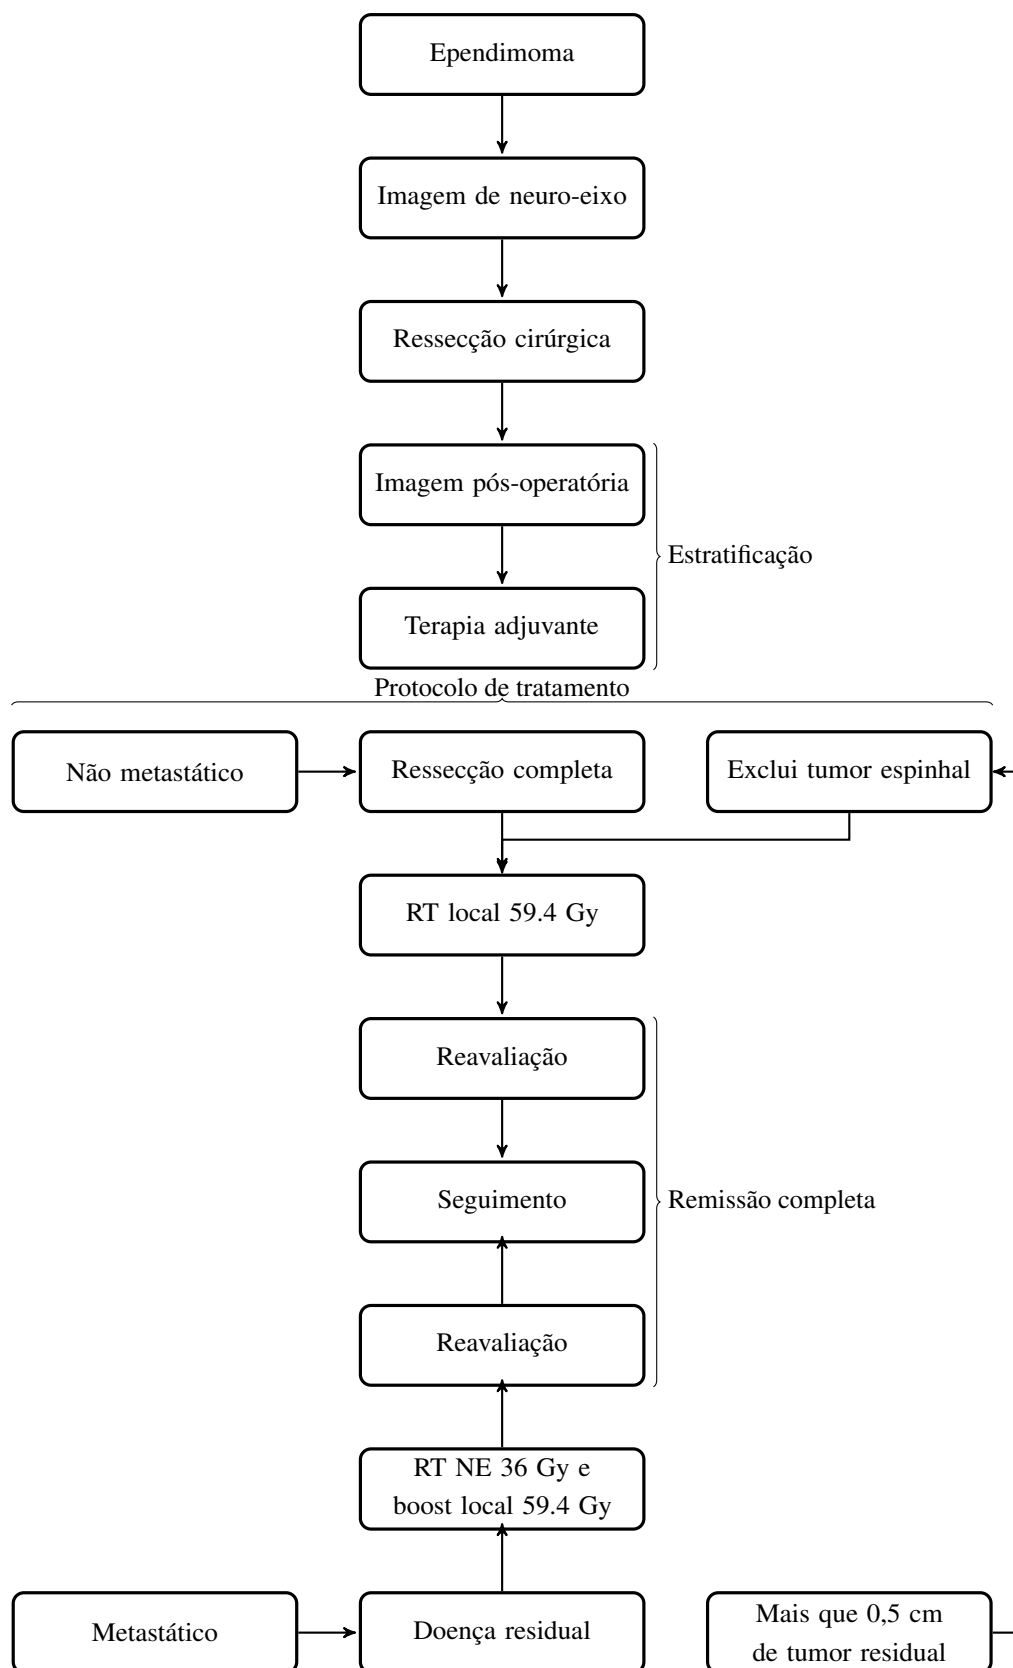 Ependimoma
Imagem de neuro-eixo
Ressecção cirúrgica
Imagem pós-operatória
Estratificação
Terapia adjuvante
Protocolo de tratamento
Não metastático
Ressecção completa
Exclui tumor espinhal
RT local 59.4 Gy
Reavaliação
Seguimento
Remissão completa
Reavaliação
RT NE 36 Gy e
boost local 59.4 Gy
Metastático
Doença residual
Mais que 0,5 cm
de tumor residual